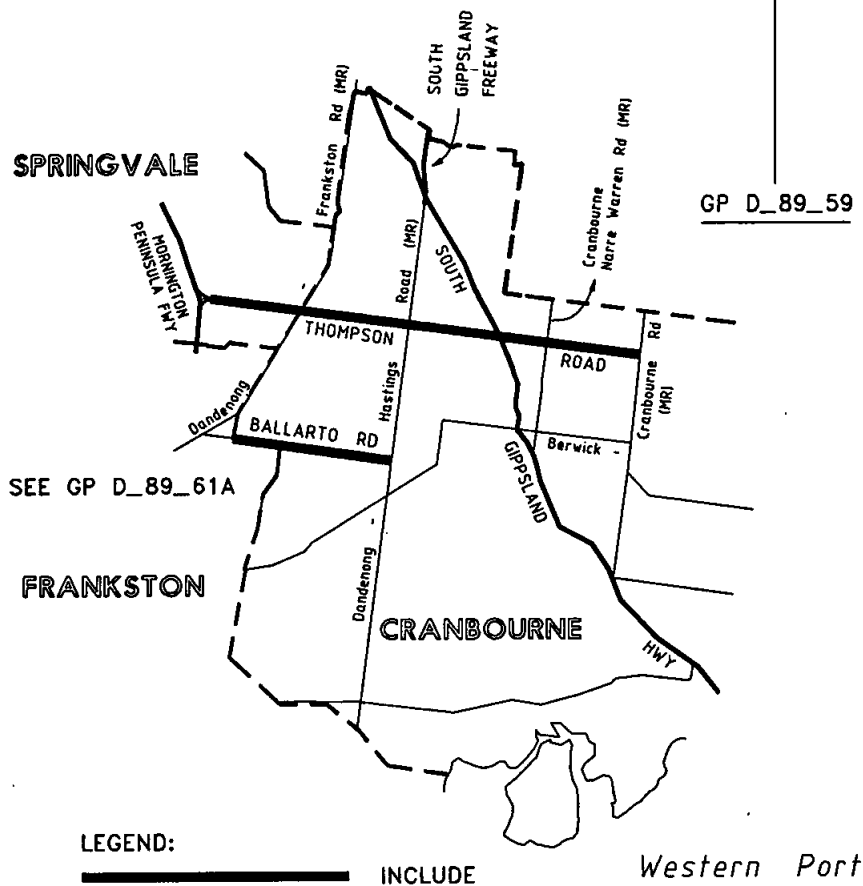 SOUTH
GIPPSLAND
FREEWAY
Frankston Rd (MR)
Cranbourne
Narre Warren Rd (MR)
SPRINGVALE
GP D_89_59
MORNINGTON
PENINSULA FWY
Road (MR)
SOUTH
THOMPSON
ROAD
Rd
Cranbourne
(MR)
Hastings
Dandenong
BALLARTO RD
Berwick -
GIPPSLAND
SEE GP D_89_61A
FRANKSTON
Dandenong
CRANBOURNE
HWY
LEGEND:
INCLUDE
Western Port